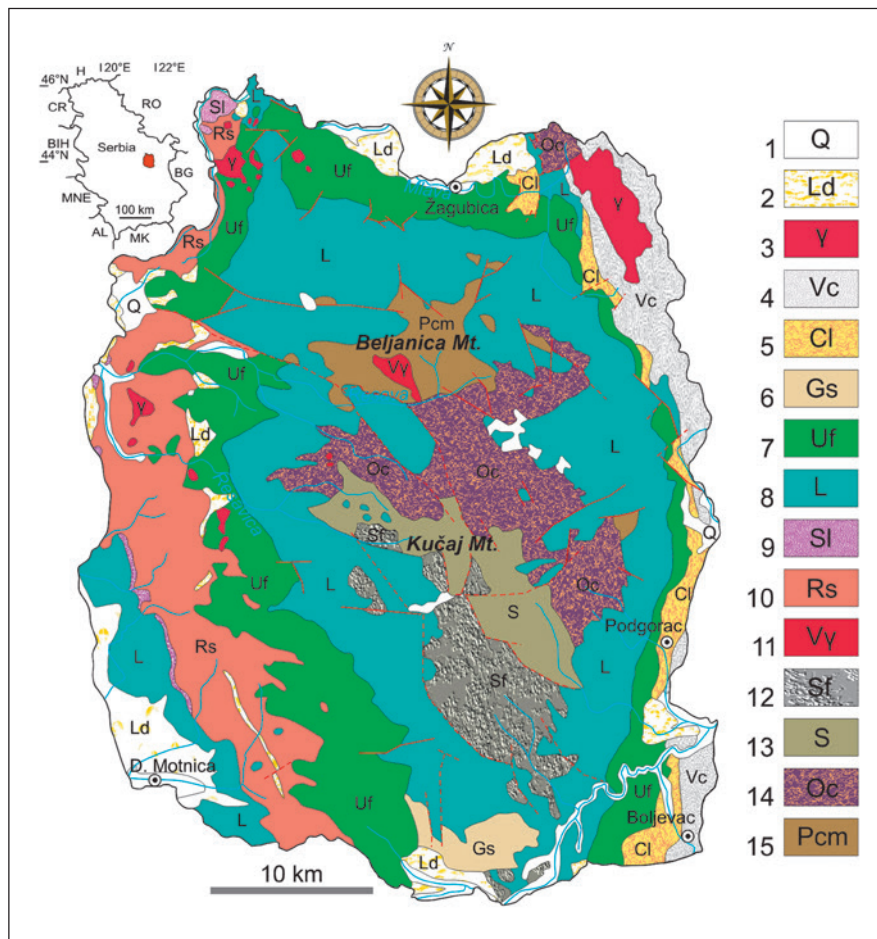 N
H 20°E 22°E
46°N
CR
RO
BIH
44°N
Serbia
BG
MNE
100 km
AL MK
Sl
L
Rs
γ
Uf
Ld
Ld
Oc
Cl
L
Žagubica
Uf
γ
Uf
Rs
L
Cl
Vc
Q
Pcm
L
Beljanica Mt.
Vγ
Uf
γ
Ld
L
Oc
Oc
Sf
Kučaj Mt.
Q
Uf
L
S
Oc
Cl
Podgorac
Rs
L
L
Sf
Ld
D. Motnica
Vc
Uf
Boljevac
L
Uf
Gs
Ld
Cl
10 km
1 Q
2 Ld
3 γ
4 Vc
5 Cl
6 Gs
7 Uf
8 L
9 Sl
10 Rs
11 Vγ
12 Sf
13 S
14 Oc
15 Pcm